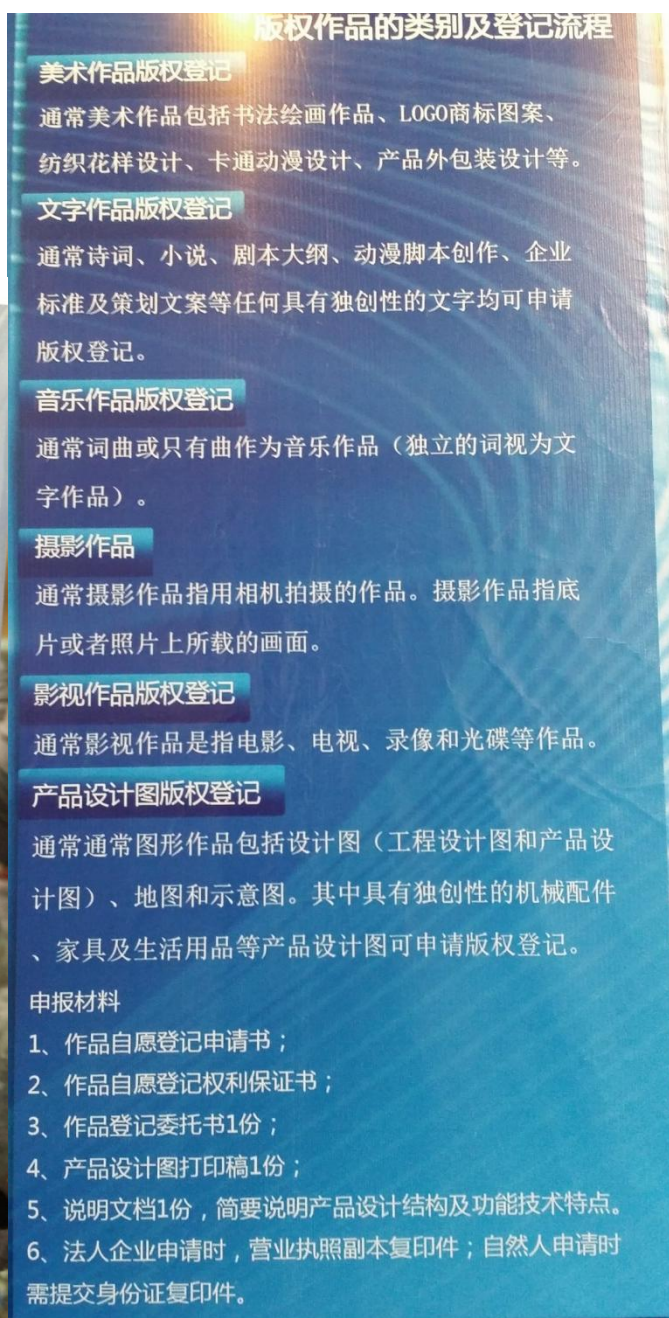 版权作品的类别及登记流程
美术作品版权登记
通常美术作品包括书法绘画作品、LOGO商标图案、
纺织花样设计、卡通动漫设计、产品外包装设计等。
文字作品版权登记
通常诗词、小说、剧本大纲、动漫脚本创作、企业
标准及策划文案等任何具有独创性的文字均可申请
版权登记。
音乐作品版权登记
通常词曲或只有曲作为音乐作品（独立的词视为文
字作品）。
摄影作品
通常摄影作品指用相机拍摄的作品。摄影作品指底
片或者照片上所载的画面。
影视作品版权登记
通常影视作品是指电影、电视、录像和光碟等作品。
产品设计图版权登记
通常通常图形作品包括设计图（工程设计图和产品设
计图）、地图和示意图。其中具有独创性的机械配件
、家具及生活用品等产品设计图可申请版权登记。
申报材料
1、作品自愿登记申请书；
2、作品自愿登记权利保证书；
3、作品登记委托书1份；
4、产品设计图打印稿1份；
5、说明文档1份，简要说明产品设计结构及功能技术特点。
6、法人企业申请时，营业执照副本复印件；自然人申请时
需提交身份证复印件。